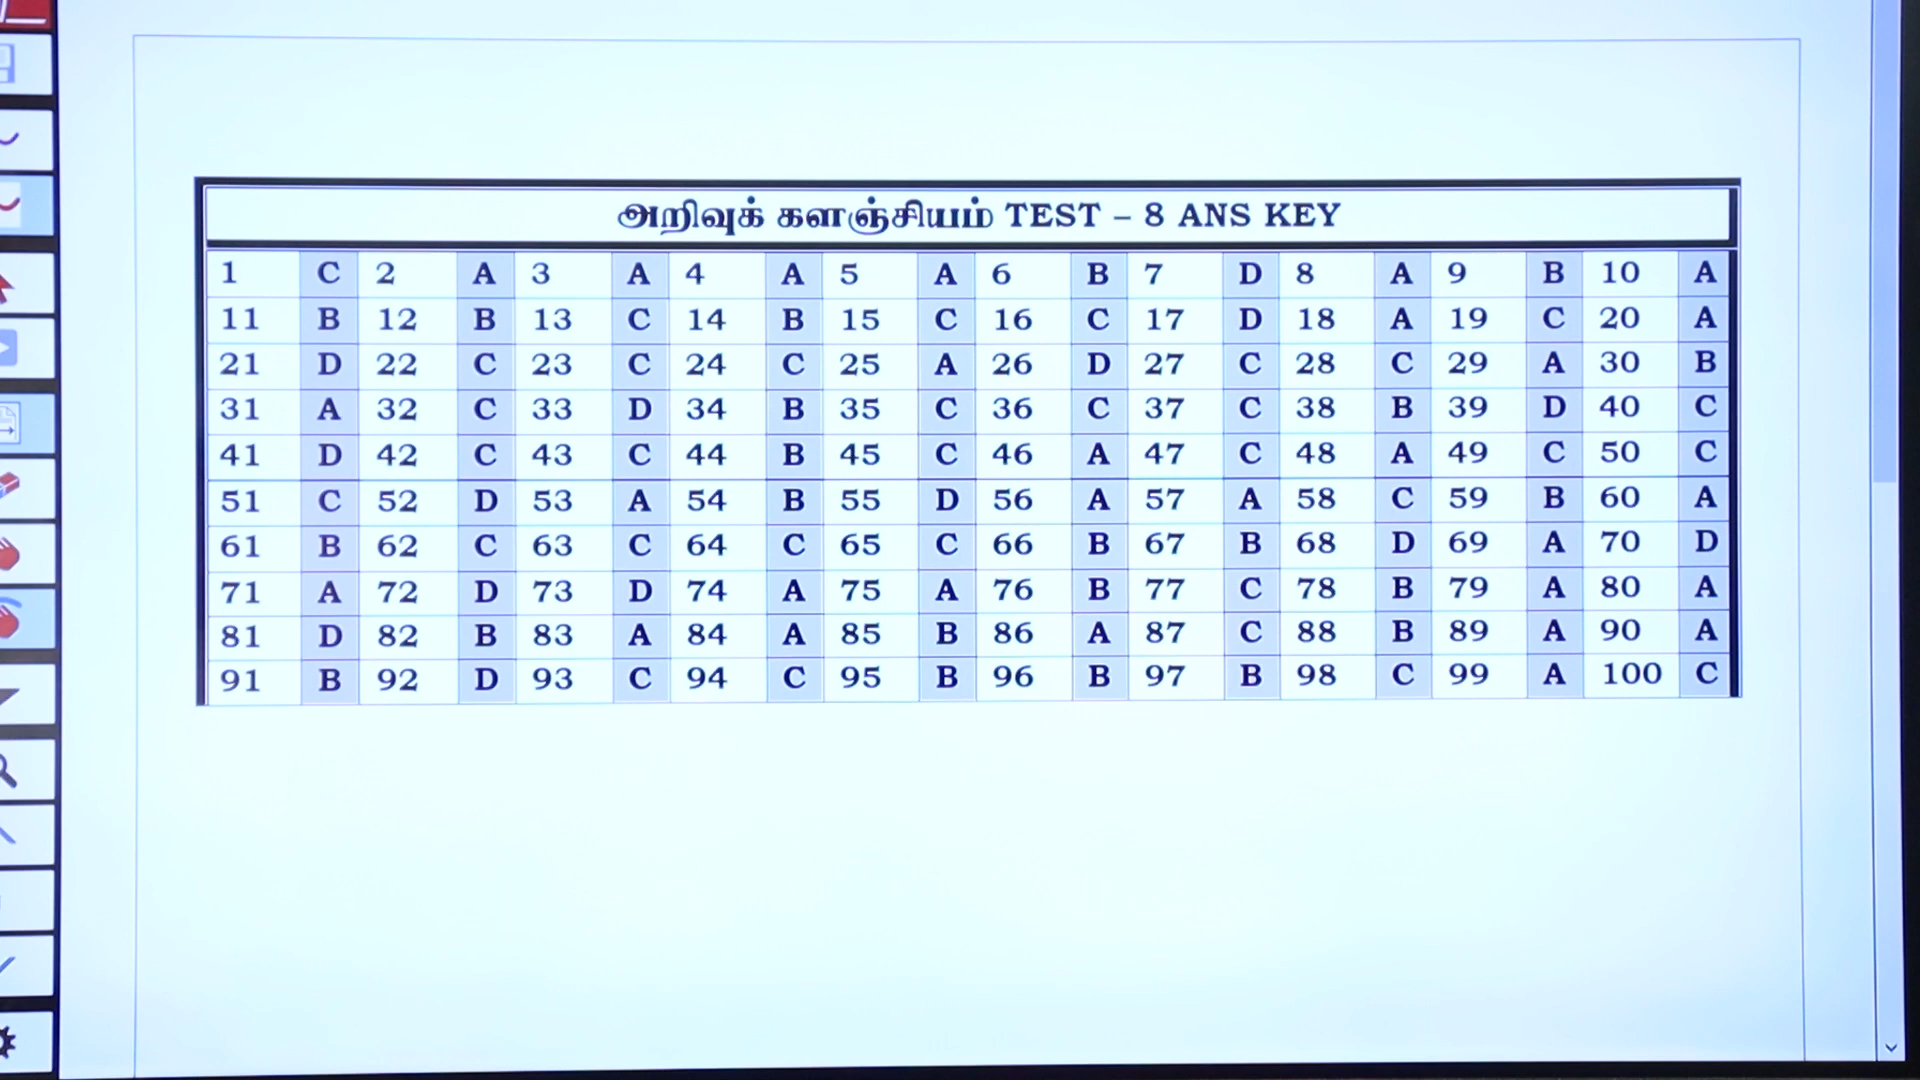 அறிவுக் களஞ்சியம் TEST – 8 ANS KEY
1 C 2 A 3 A 4 A 5 A 6 B 7 D 8 A 9 B 10 A
11 B 12 B 13 C 14 B 15 C 16 C 17 D 18 A 19 C 20 A
21 D 22 C 23 C 24 C 25 A 26 D 27 C 28 C 29 A 30 B
31 A 32 C 33 D 34 B 35 C 36 C 37 C 38 B 39 D 40 C
41 D 42 C 43 C 44 B 45 C 46 A 47 C 48 A 49 C 50 C
51 C 52 D 53 A 54 B 55 D 56 A 57 A 58 C 59 B 60 A
61 B 62 C 63 C 64 C 65 C 66 B 67 B 68 D 69 A 70 D
71 A 72 D 73 D 74 A 75 A 76 B 77 C 78 B 79 A 80 A
81 D 82 B 83 A 84 A 85 B 86 A 87 C 88 B 89 A 90 A
91 B 92 D 93 C 94 C 95 B 96 B 97 B 98 C 99 A 100 C